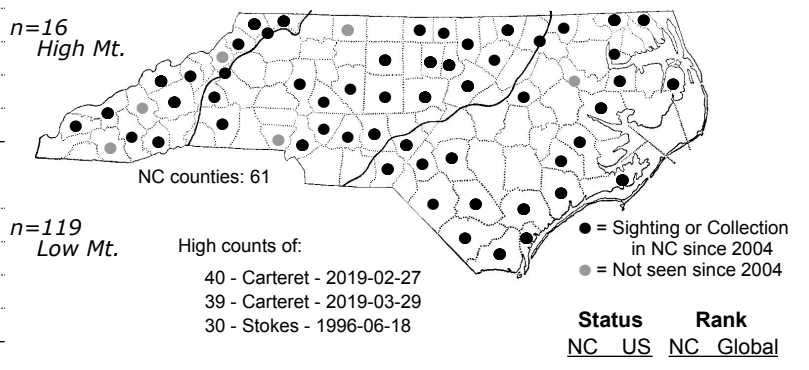 n=16
High Mt.
NC counties: 61
n=119
Low Mt.
High counts of:
40 - Carteret - 2019-02-27
39 - Carteret - 2019-03-29
30 - Stokes - 1996-06-18
● = Sighting or Collection
in NC since 2004
● = Not seen since 2004
Status Rank
NC US NC Global